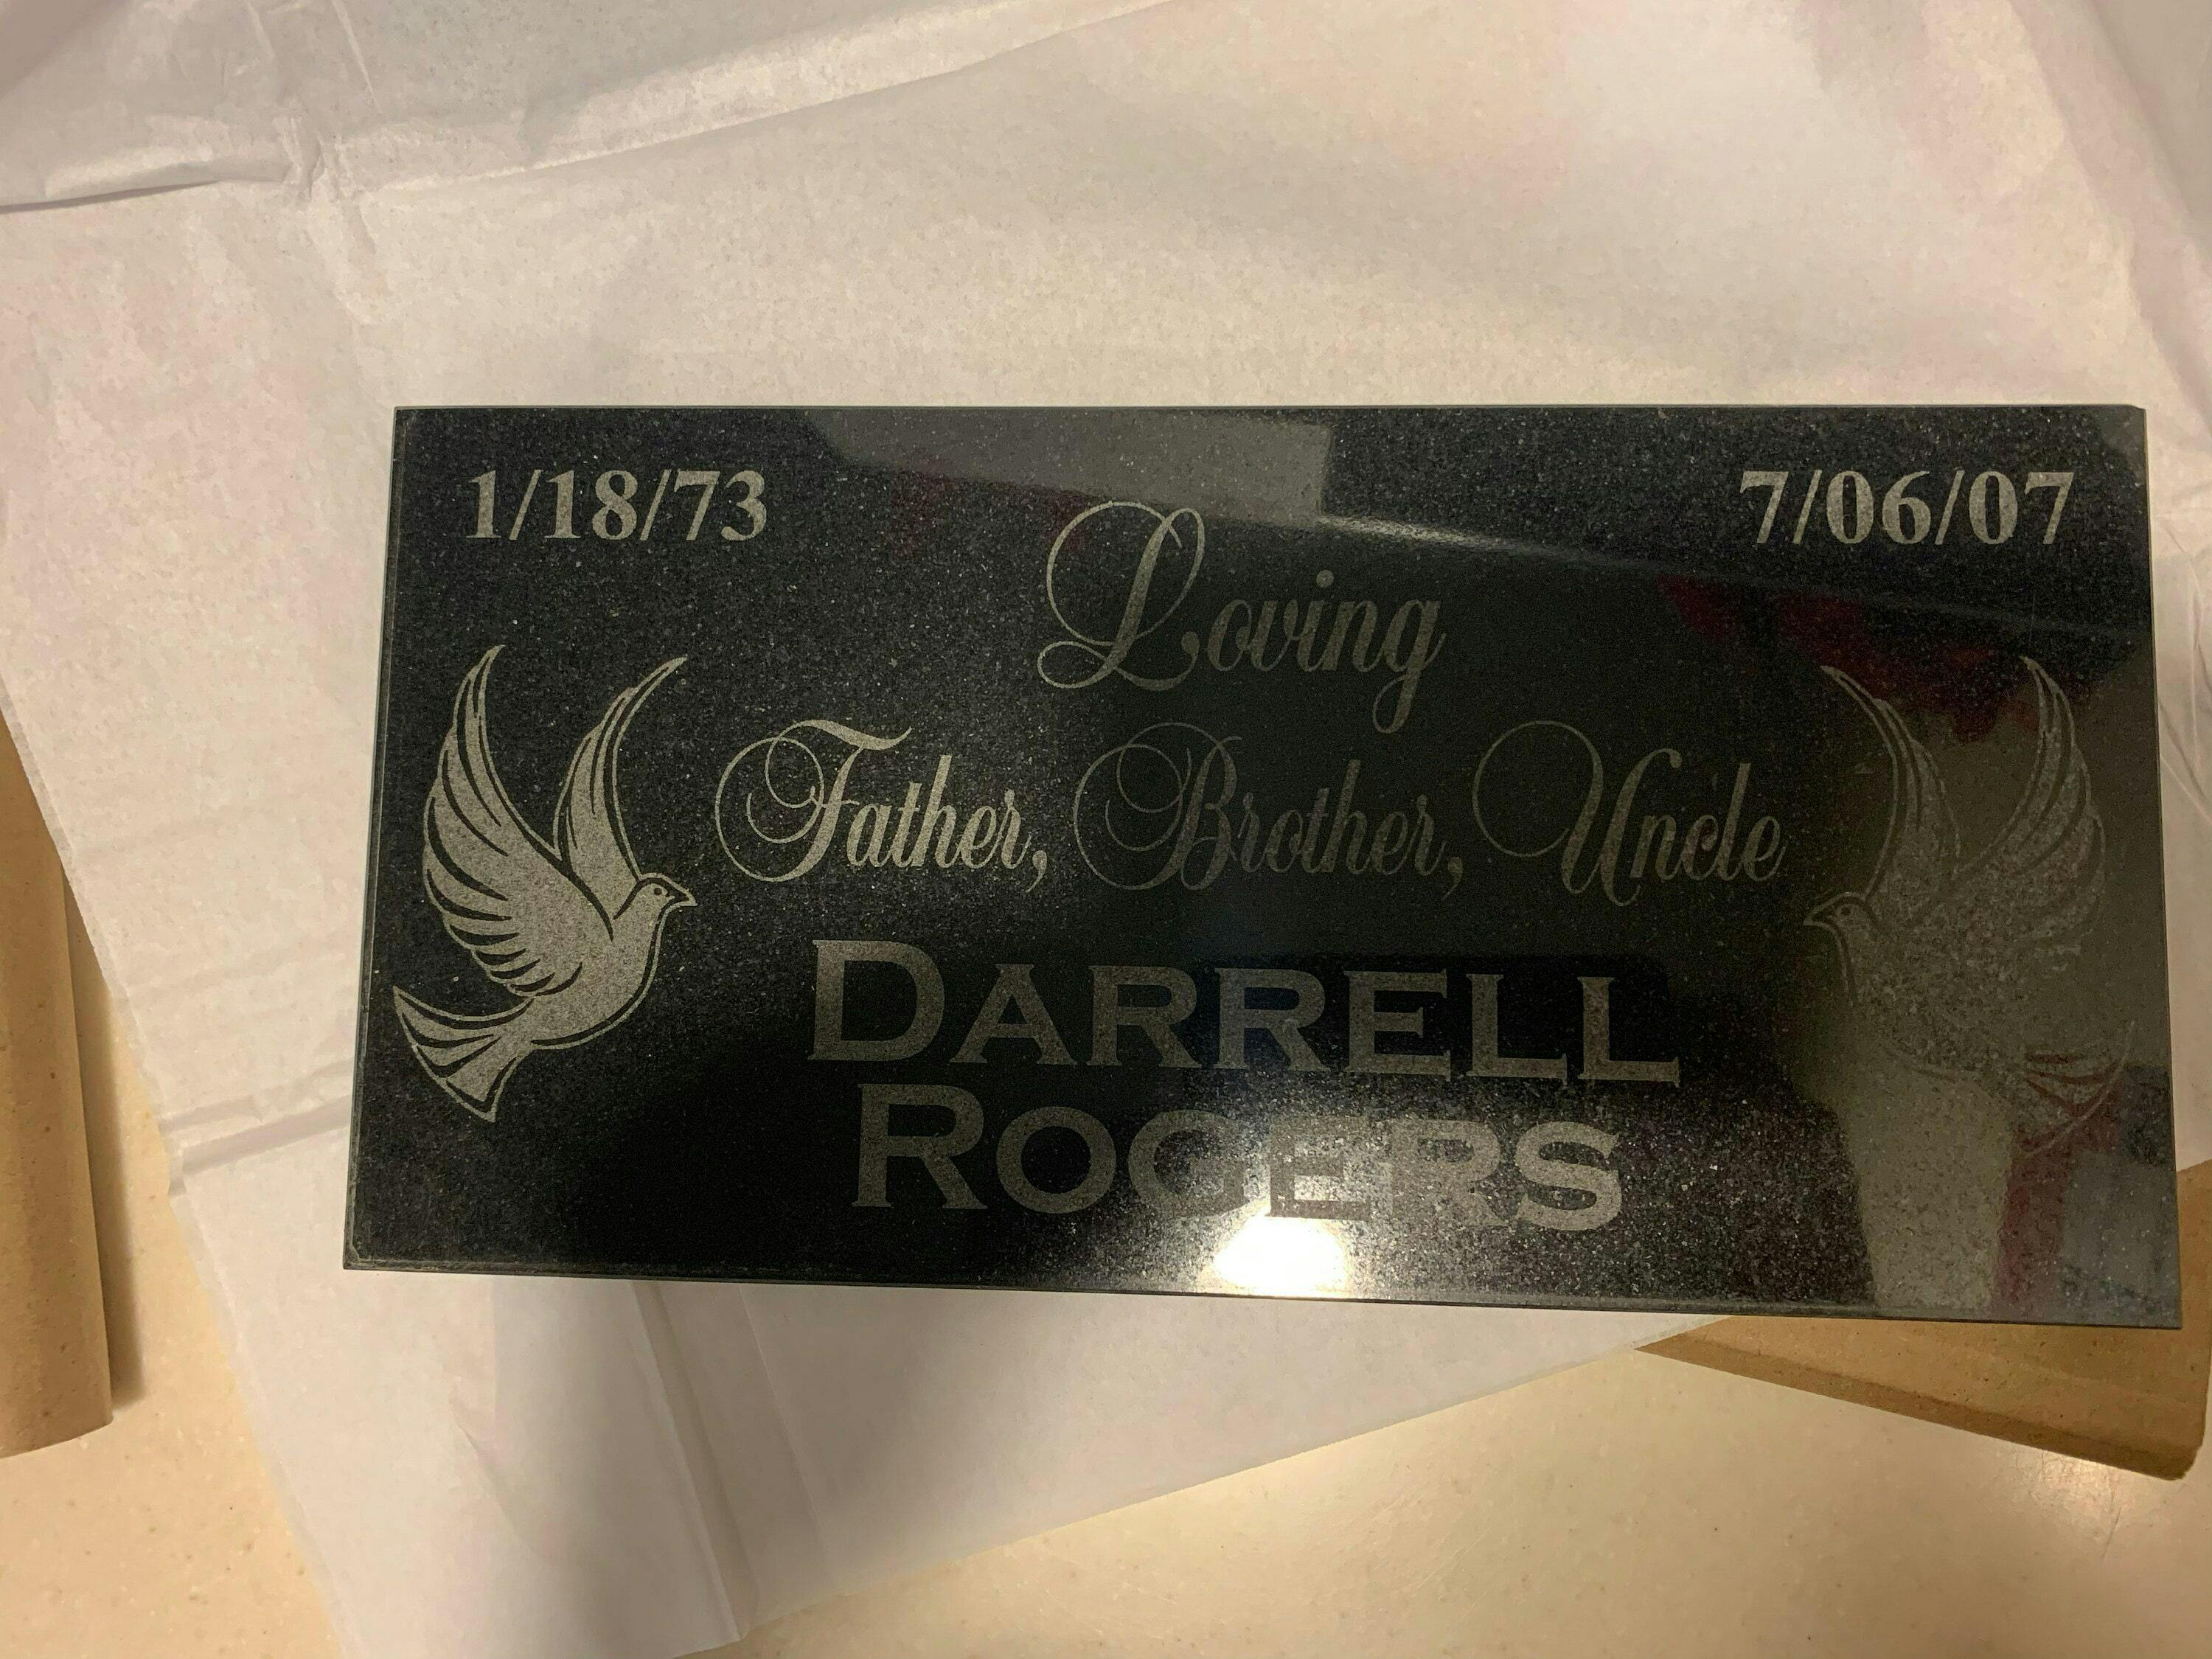 1/18/73 7/06/07
Loving
Father, Brother, Uncle
DARRELL
ROGERS